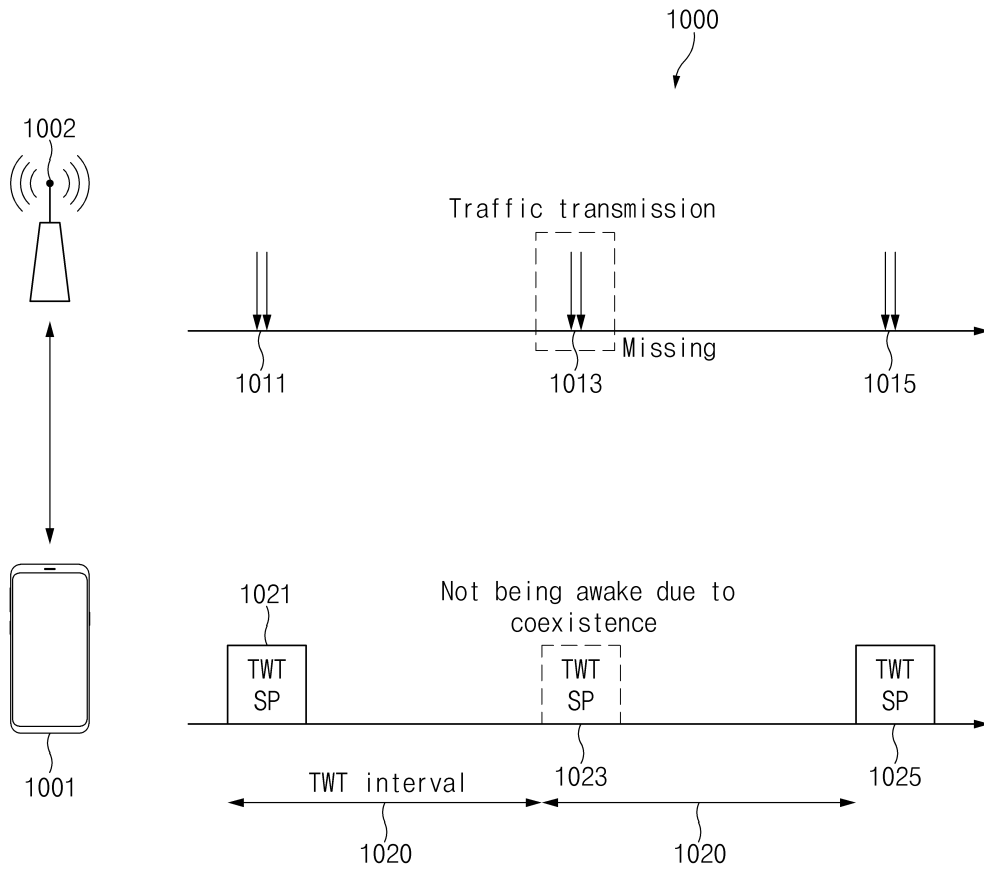 1000
1002
Traffic transmission
Missing
1011
1013
1015
1021
Not being awake due to
coexistence
TWT
SP
TWT
SP
TWT
SP
1001
1023
1025
TWT interval
1020
1020